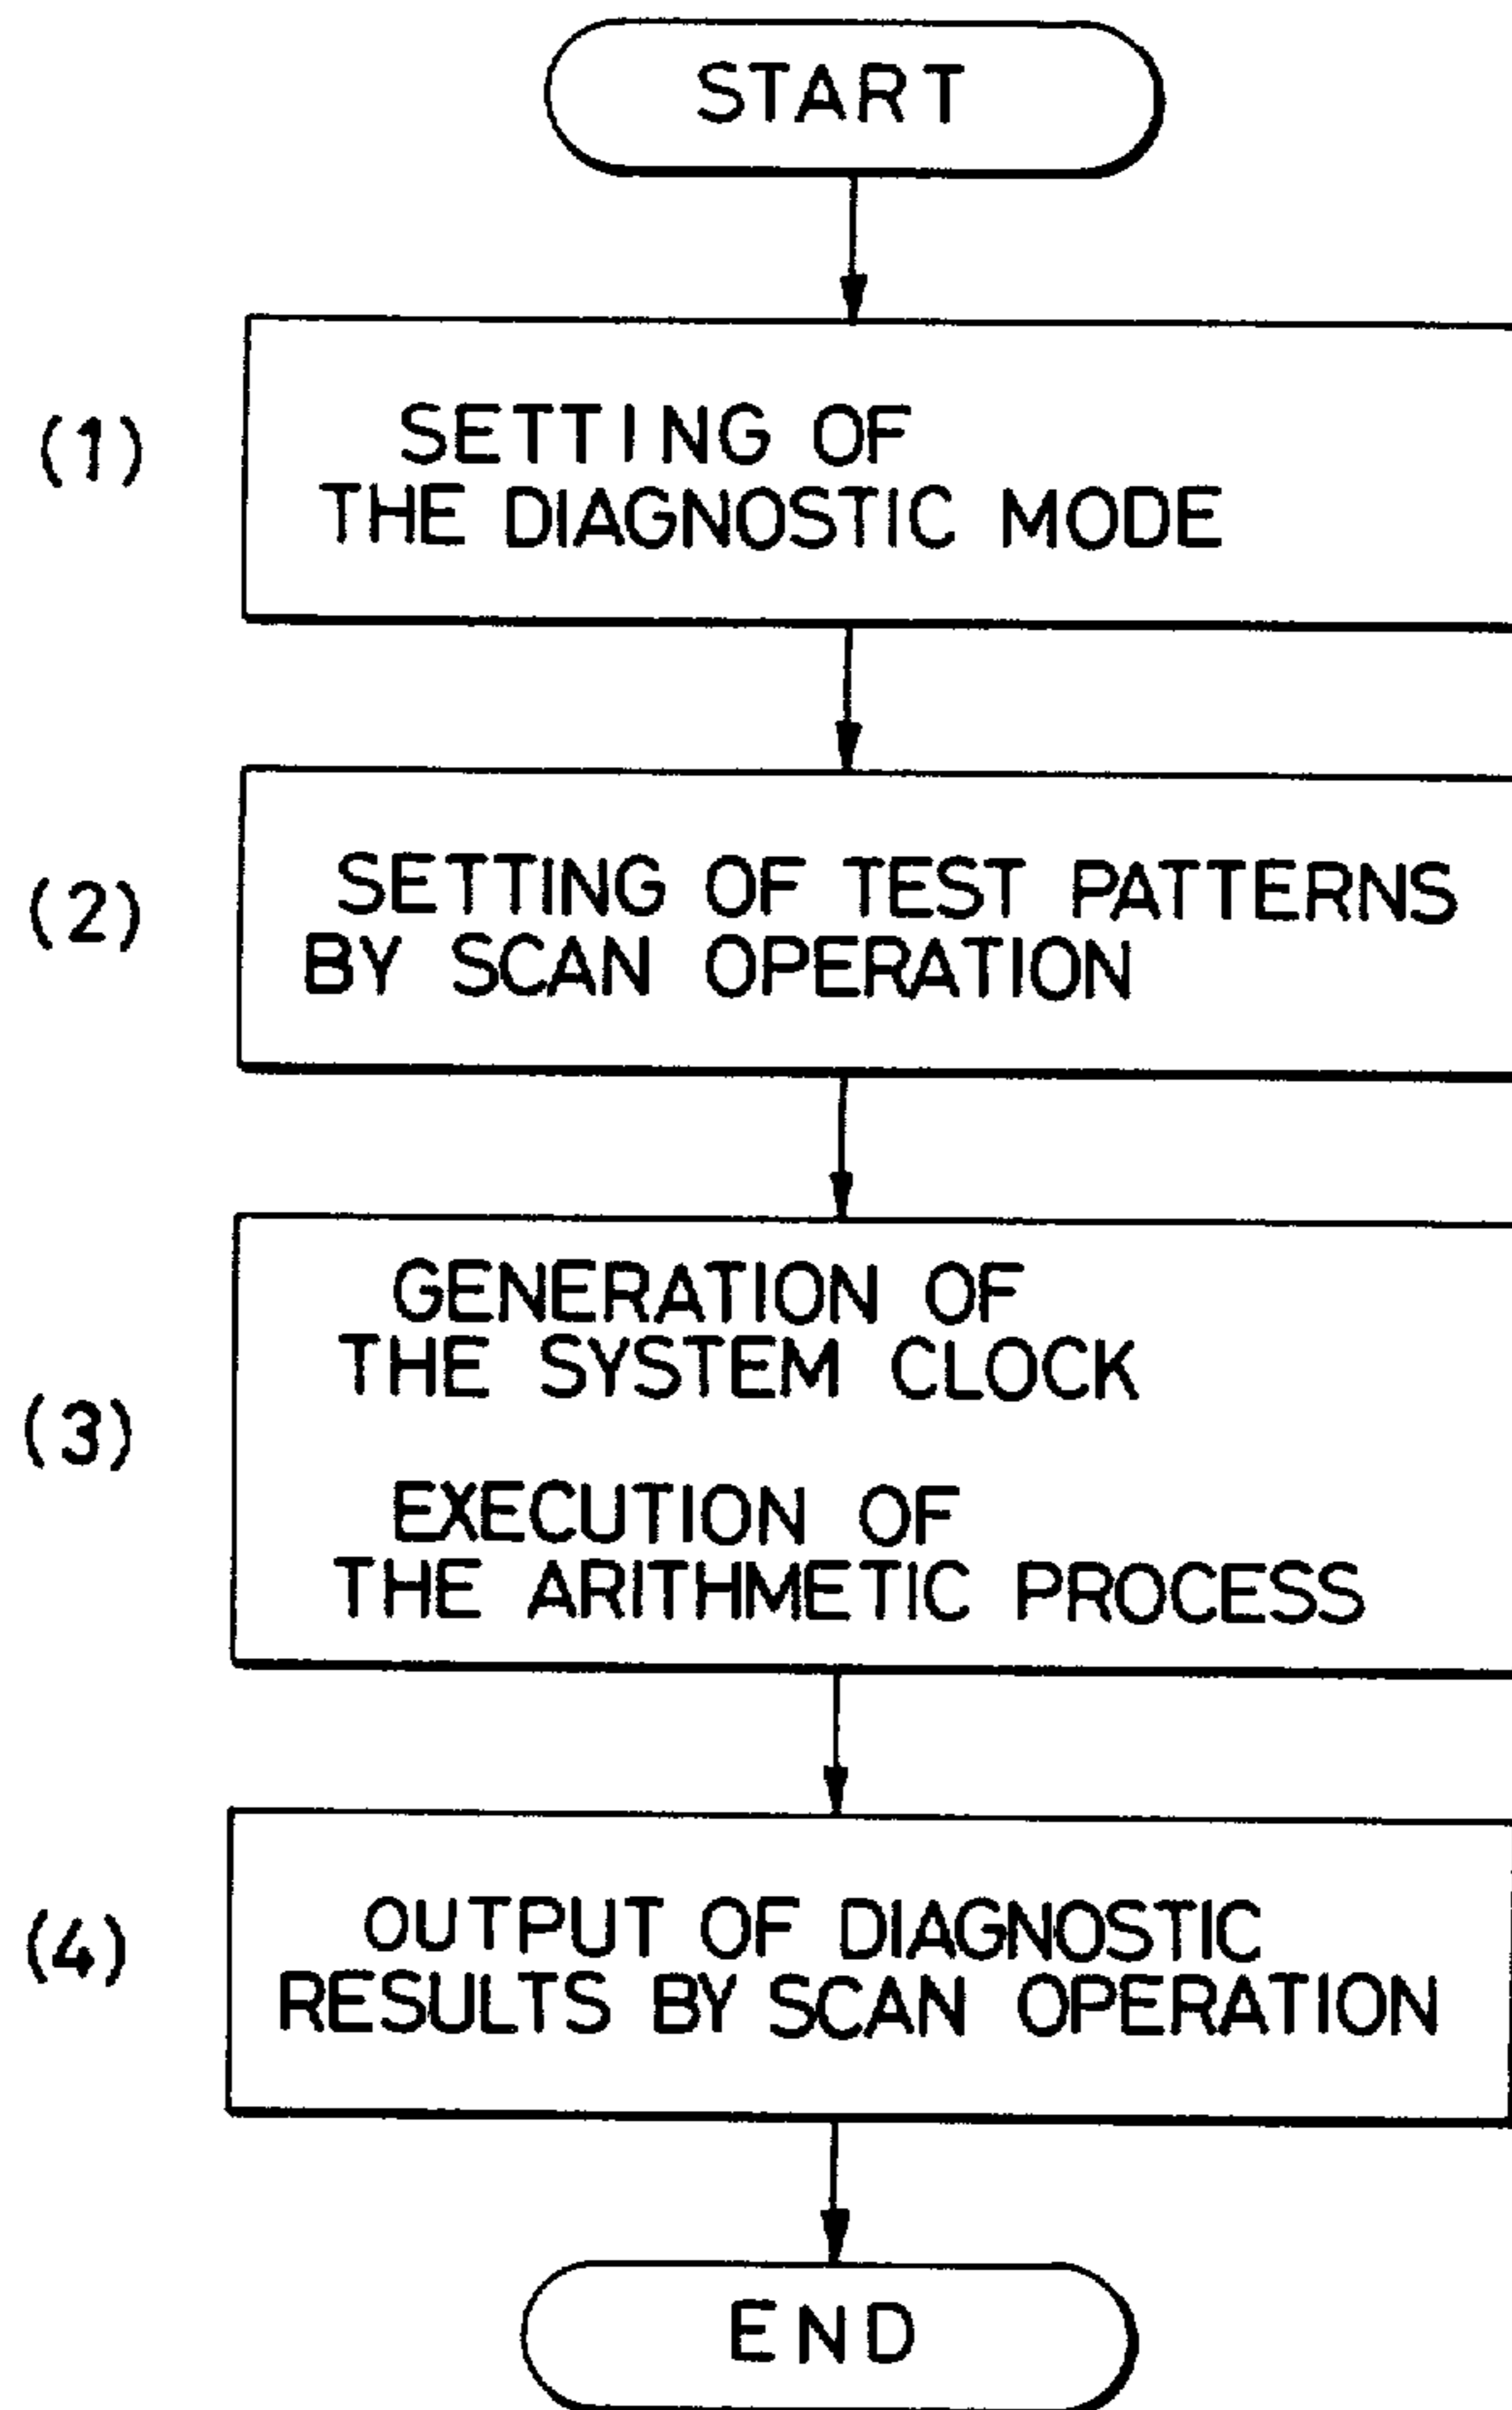 START
(1)
SETTING OF
THE DIAGNOSTIC MODE
(2)
SETTING OF TEST PATTERNS
BY SCAN OPERATION
(3)
GENERATION OF
THE SYSTEM CLOCK
EXECUTION OF
THE ARITHMETIC PROCESS
(4)
OUTPUT OF DIAGNOSTIC
RESULTS BY SCAN OPERATION
END